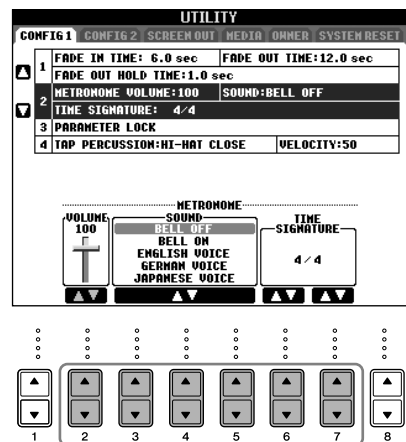 UTILITY
CONFIG 1 CONFIG 2 SCREEN OUT MEDIA OWNER SYSTEM RESET
1 FADE IN TIME: 6.0 sec FADE OUT TIME:12.0 sec
FADE OUT HOLD TIME:1.0 sec
2 METRONOME VOLUME:100 SOUND:BELL OFF
TIME SIGNATURE: 4/4
3 PARAMETER LOCK
4 TAP PERCUSSION:HI-HAT CLOSE VELOCITY:50
METRONOME
VOLUME SOUND TIME SIGNATURE
100 BELL OFF
BELL ON
ENGLISH VOICE 4/4
GERMAN VOICE
JAPANESE VOICE
1 2 3 4 5 6 7 8